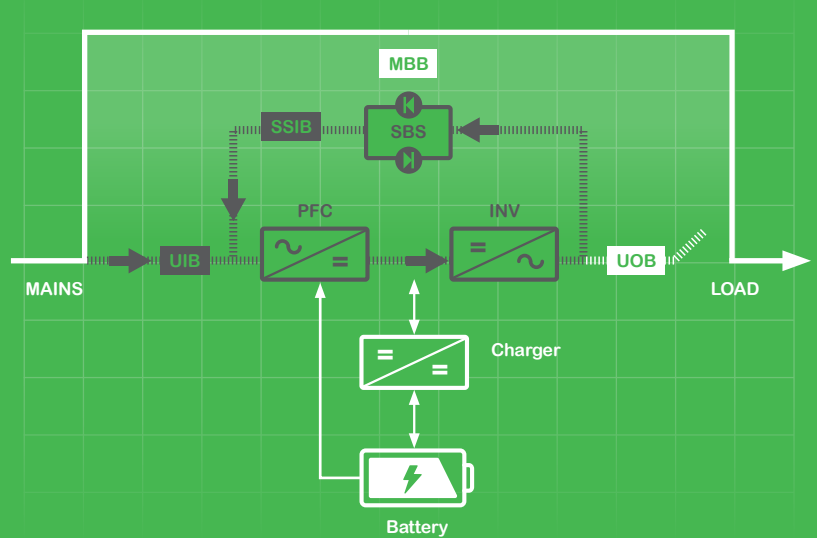 MBB
SSIB
SBS
PFC
INV
UIB
UOB
MAINS
LOAD
Charger
Battery